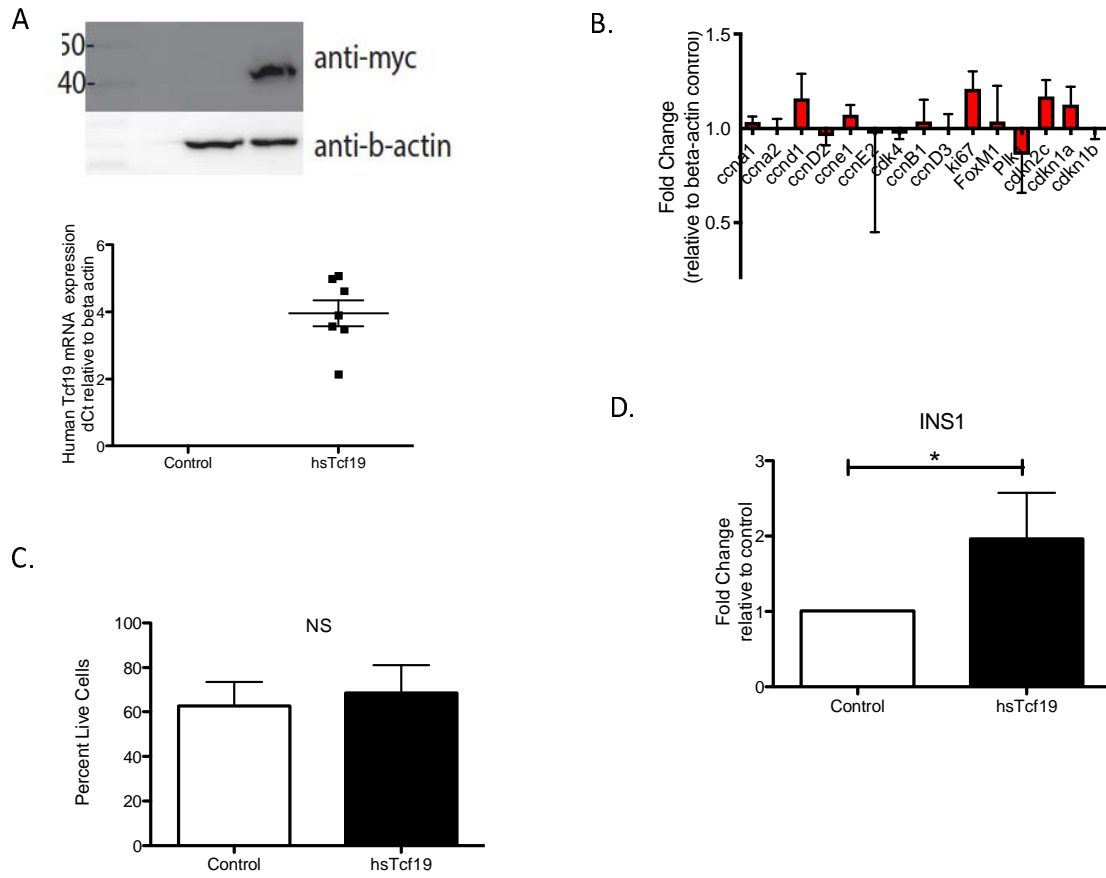 A
50-
40-
anti-myc
anti-b-actin
Human Tcf19 mRNA expression
dCt relative to beta actin
6
4
2
0
Control
hsTcf19
B.
Fold Change
(relative to beta-actin control)
1.5
1.0
0.5
ccna1
ccna2
ccnd1
ccnD2
ccne1
ccnE2
cdk4
ccnB1
ccnD3
ki67
FoxM1
Plk
cdkn2c
cdkn1a
cdkn1b
C.
NS
Percent Live Cells
100
80
60
40
20
0
Control
hsTcf19
D.
INS1
*
Fold Change
relative to control
3
2
1
0
Control
hsTcf19